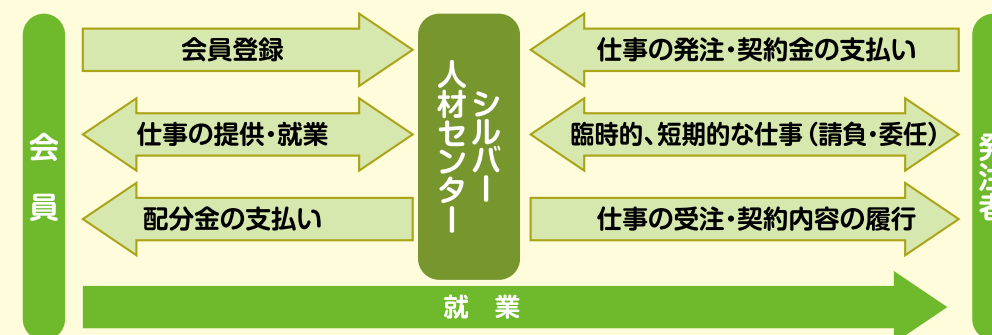 会員
会員登録
仕事の提供・就業
配分金の支払い
シルバー
人材センター
仕事の発注・契約金の支払い
臨時的、短期的な仕事（請負・委任）
仕事の受注・契約内容の履行
発注者
就業